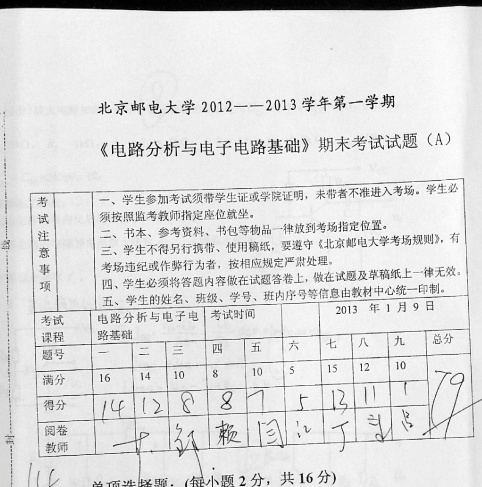 北京邮电大学 2012——2013 学年第一学期
《电路分析与电子电路基础》期末考试试题（A）
考试注意事项
一、学生参加考试须带学生证或学院证明，未带者不准进入考场。学生必
须按照监考教师指定座位就坐。
二、书本、参考资料、书包等物品一律放到考场指定位置。
三、学生不得另行携带、使用稿纸，要遵守《北京邮电大学考场规则》，有
考场违纪或作弊行为者，按相应规定严肃处理。
四、学生必须将答题内容做在试题答卷上，做在试题及草稿纸上一律无效。
五、学生的姓名、班级、学号、班内序号等信息由教材中心统一印制。
考试课程 电路分析与电子电路基础 考试时间 2013 年 1 月 9 日
题号 一 二 三 四 五 六 七 八 九 总分
满分 16 14 10 8 10 5 15 12 10
得分 14 12 8 8 7 5 13 11 1 79
阅卷教师
单项选择题：(每小题 2 分，共 16 分)